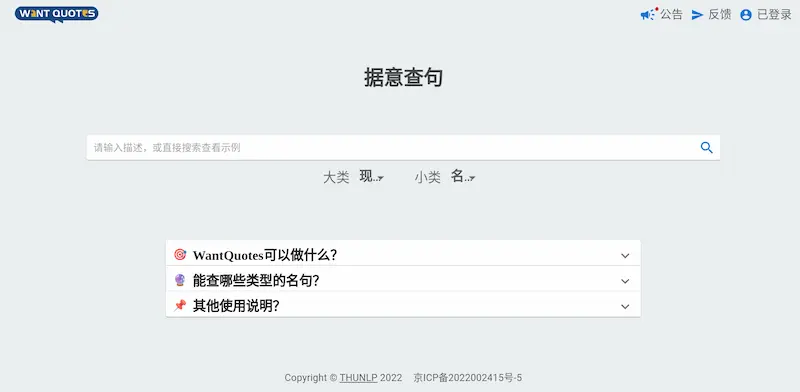 WANT QUOTES
公告 反馈 已登录
据意查句
请输入描述，或直接搜索查看示例
大类 现... 小类 名...
WantQuotes可以做什么?
能查哪些类型的名句?
其他使用说明?
Copyright © THUNLP 2022 京ICP备2022002415号-5